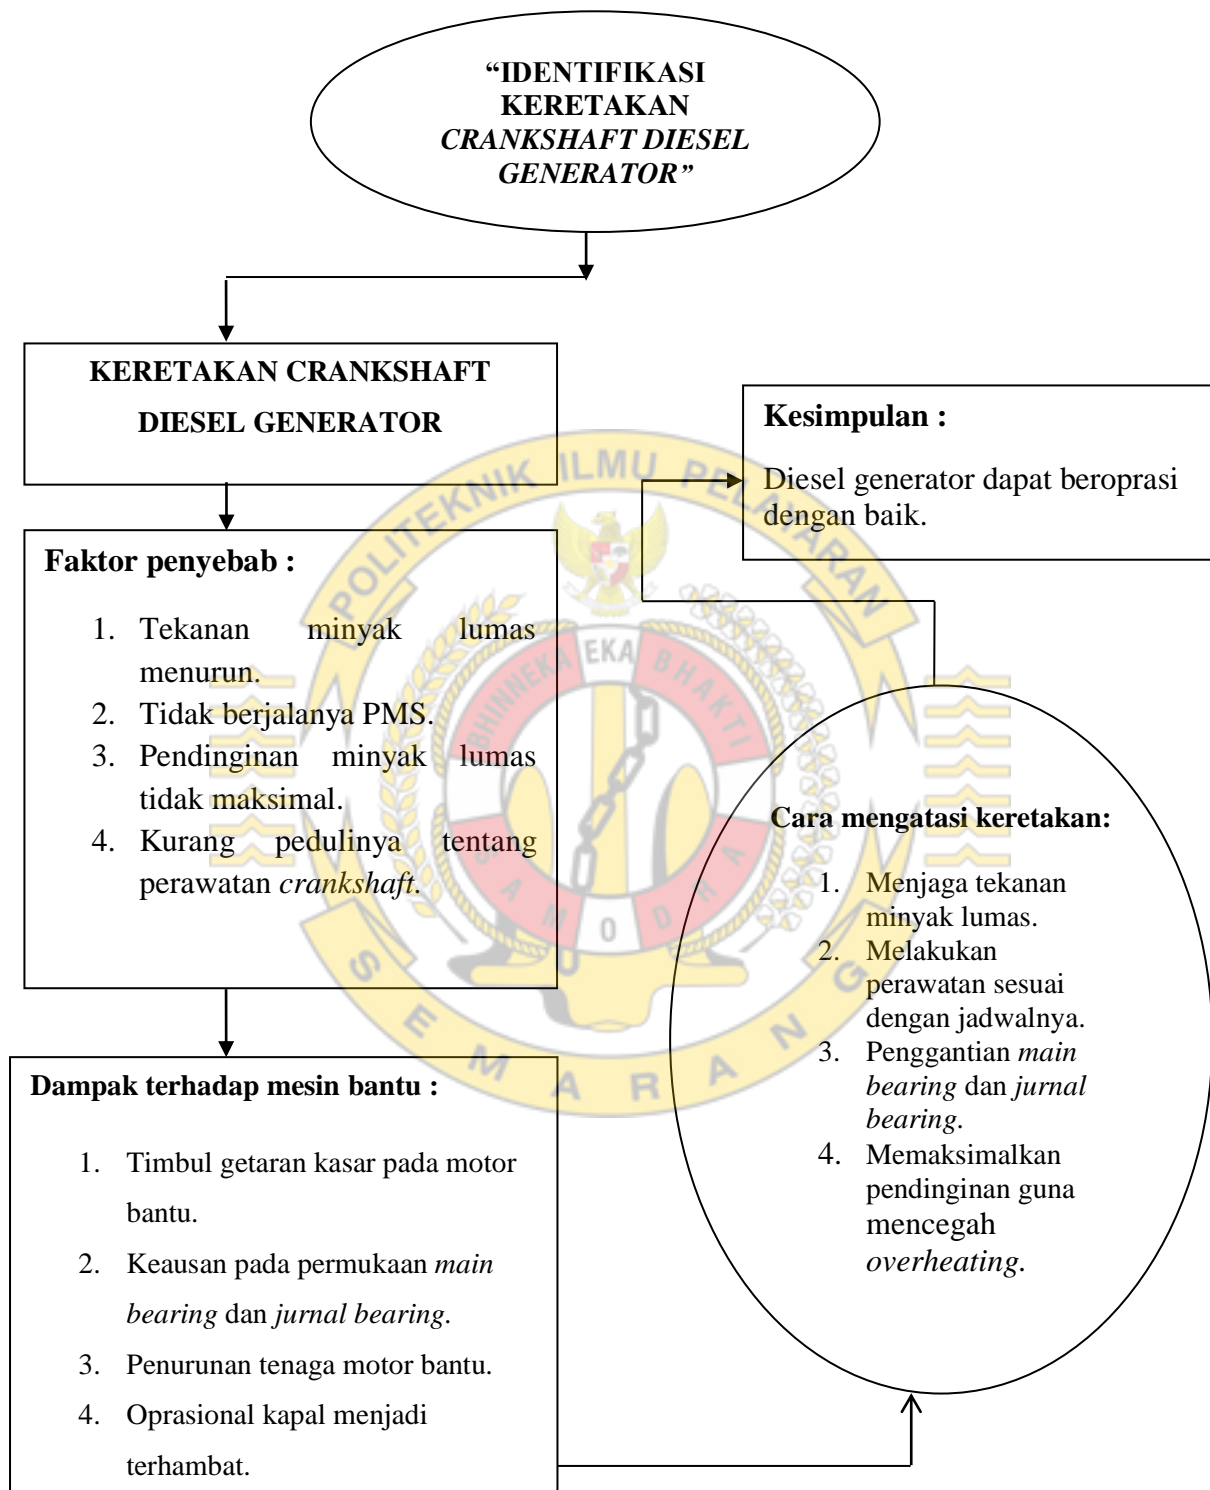 “IDENTIFIKASI
KERETAKAN
CRANKSHAFT DIESEL
GENERATOR”
KERETAKAN CRANKSHAFT
DIESEL GENERATOR
Faktor penyebab :
1. Tekanan minyak lumas
menurun.
2. Tidak berjalanya PMS.
3. Pendinginan minyak lumas
tidak maksimal.
4. Kurang pedulinya tentang
perawatan crankshaft.
Dampak terhadap mesin bantu :
1. Timbul getaran kasar pada motor
bantu.
2. Keausan pada permukaan main
bearing dan jurnal bearing.
3. Penurunan tenaga motor bantu.
4. Oprasional kapal menjadi
terhambat.
Cara mengatasi keretakan:
1. Menjaga tekanan
minyak lumas.
2. Melakukan
perawatan sesuai
dengan jadwalnya.
3. Penggantian main
bearing dan jurnal
bearing.
4. Memaksimalkan
pendinginan guna
mencegah
overheating.
Kesimpulan :
Diesel generator dapat beroprasi
dengan baik.
POLITEKNIK ILMU PELAYARAN
BHINNEKA EKA BHAKTI
SAMODRA
SEMARANG